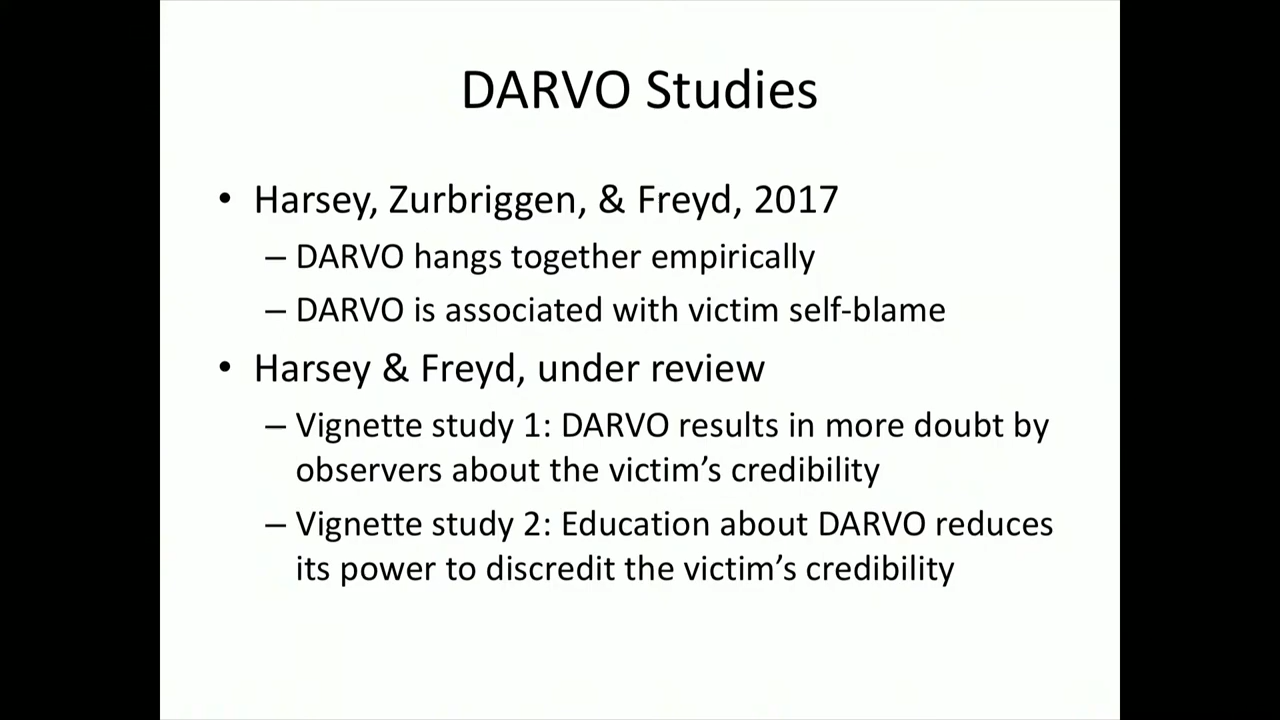 DARVO Studies
• Harsey, Zurbriggen, & Freyd, 2017
– DARVO hangs together empirically
– DARVO is associated with victim self-blame
• Harsey & Freyd, under review
– Vignette study 1: DARVO results in more doubt by
observers about the victim’s credibility
– Vignette study 2: Education about DARVO reduces
its power to discredit the victim’s credibility